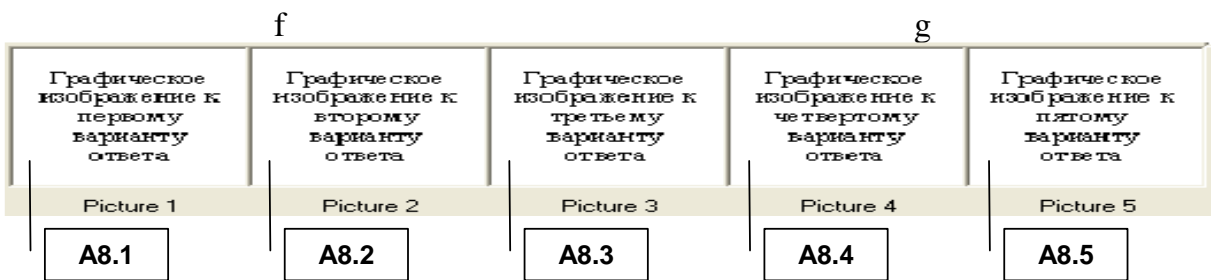 f g
Графическое изображение к первому варианту ответа
Графическое изображение к второму варианту ответа
Графическое изображение к третьему варианту ответа
Графическое изображение к четвертому варианту ответа
Графическое изображение к пятому варианту ответа
Picture 1 Picture 2 Picture 3 Picture 4 Picture 5
A8.1 A8.2 A8.3 A8.4 A8.5